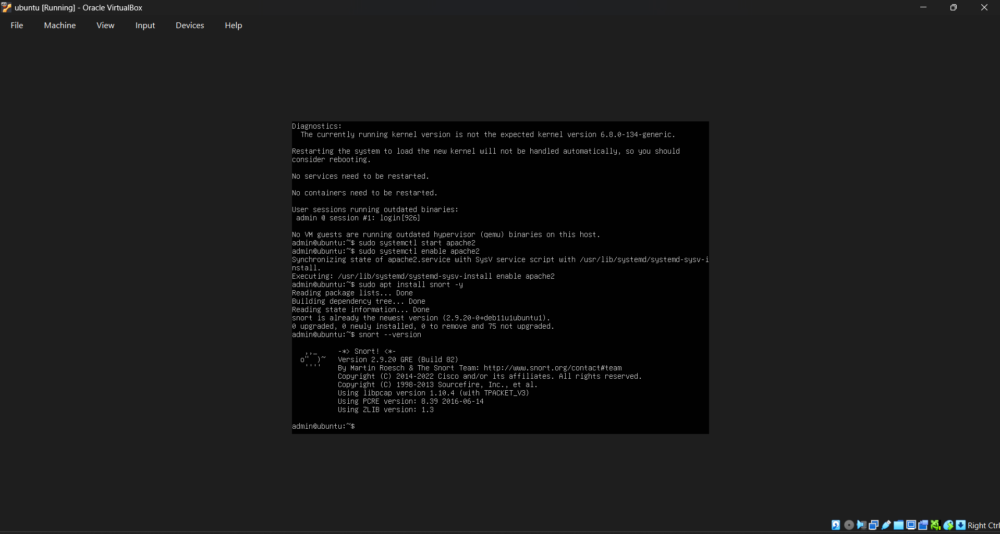 ubuntu [Running] - Oracle VirtualBox
File Machine View Input Devices Help
Diagnostics:
The currently running kernel version is not the expected kernel version 6.8.0-134-generic.
Restarting the system to load the new kernel will not be handled automatically, so you should
consider rebooting.
No services need to be restarted.
No containers need to be restarted.
User sessions running outdated binaries:
admin @ session #1: login[926]
No VM guests are running outdated hypervisor (qemu) binaries on this host.
admin@ubuntu:~$ sudo systemctl start apache2
admin@ubuntu:~$ sudo systemctl enable apache2
Synchronizing state of apache2.service with SysV service script with /usr/lib/systemd/systemd-sysv-i
nstall.
Executing: /usr/lib/systemd/systemd-sysv-install enable apache2
admin@ubuntu:~$ sudo apt install snort -y
Reading package lists... Done
Building dependency tree... Done
Reading state information... Done
snort is already the newest version (2.9.20-0+deb11u1ubuntu1).
0 upgraded, 0 newly installed, 0 to remove and 75 not upgraded.
admin@ubuntu:~$ snort --version
,,_ -*> Snort! <*-
o" )~ Version 2.9.20 GRE (Build 82)
'''' By Martin Roesch & The Snort Team: http://www.snort.org/contact#team
Copyright (C) 2014-2022 Cisco and/or its affiliates. All rights reserved.
Copyright (C) 1998-2013 Sourcefire, Inc., et al.
Using libpcap version 1.10.4 (with TPACKET_V3)
Using PCRE version: 8.39 2016-06-14
Using ZLIB version: 1.3
admin@ubuntu:~$
Right Ctrl